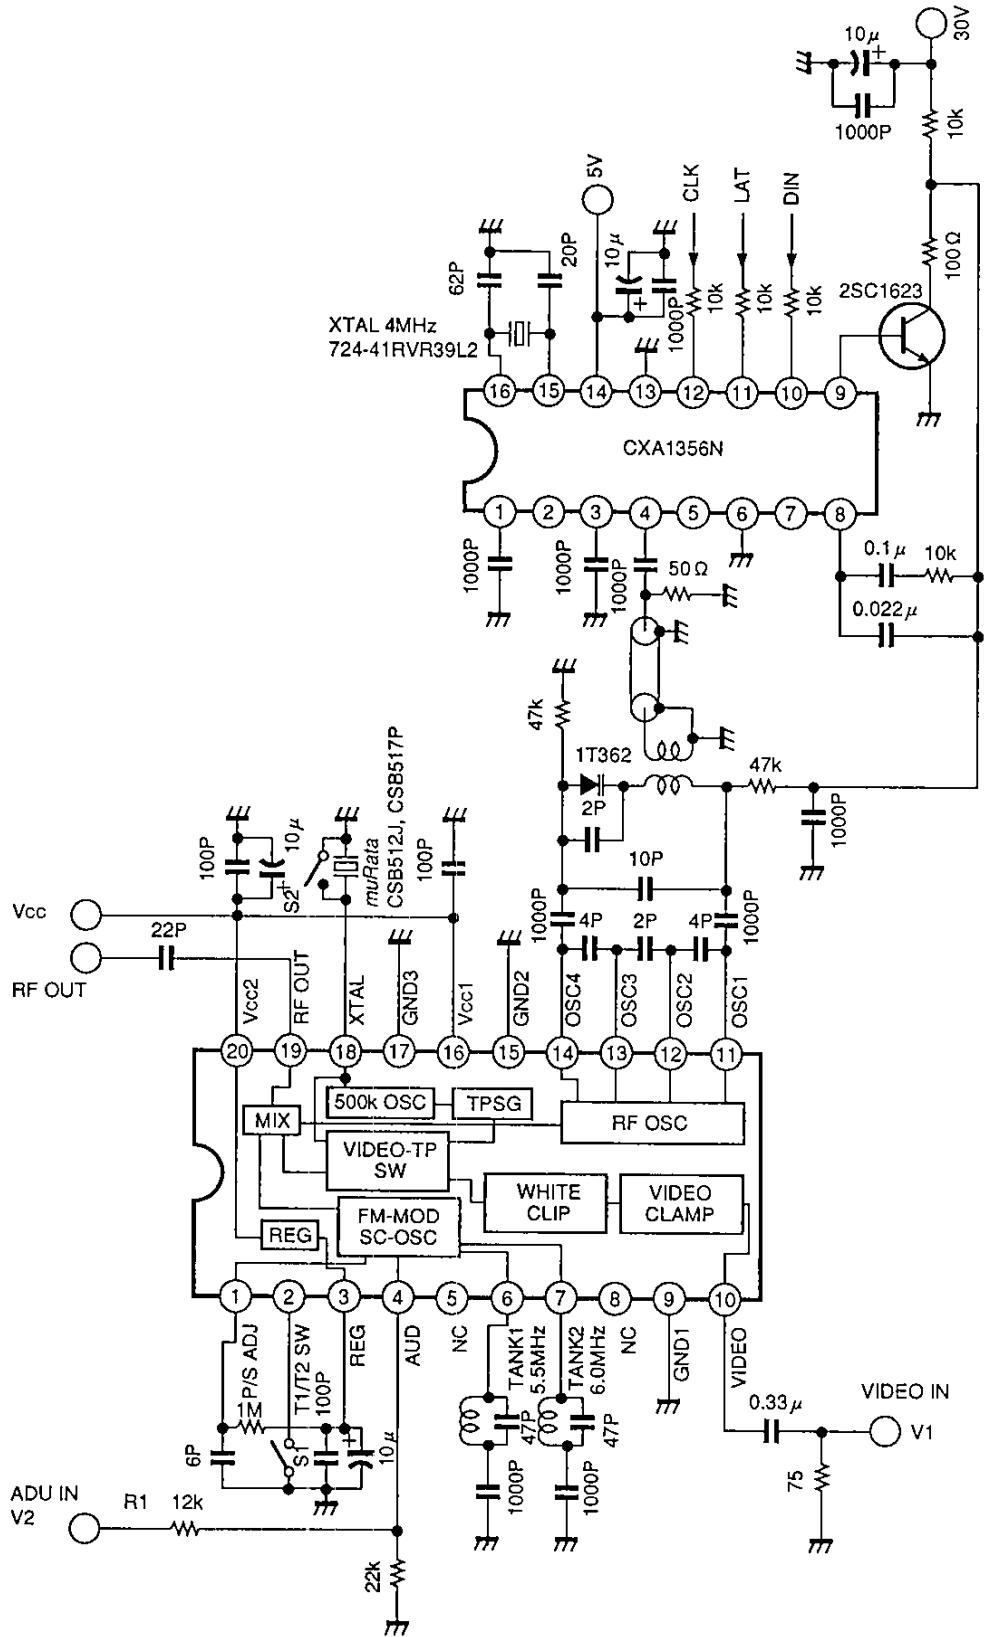 30V
10μ
+
1000P
10k
5V
CLK
LAT
DIN
62P
20P
10μ
+
1000P
10k
10k
10k
100Ω
2SC1623
XTAL 4MHz
724-41RVR39L2
16
15
14
13
12
11
10
9
CXA1356N
1
2
3
4
5
6
7
8
1000P
1000P
1000P
50Ω
0.1μ
10k
0.022μ
47k
1T362
2P
47k
1000P
10P
1000P
4P
2P
4P
1000P
100P
10μ
+
S2
muRata
CSB512J, CSB517P
100P
Vcc
22P
RF OUT
Vcc2
RF OUT
XTAL
GND3
Vcc1
GND2
OSC4
OSC3
OSC2
OSC1
20
19
18
17
16
15
14
13
12
11
500k OSC
TPSG
MIX
RF OSC
VIDEO-TP
SW
WHITE
CLIP
VIDEO
CLAMP
FM-MOD
SC-OSC
REG
1
2
3
4
5
6
7
8
9
10
P/S ADJ
T1/T2 SW
REG
AUD
NC
TANK1
5.5MHz
TANK2
6.0MHz
NC
GND1
VIDEO
1M
100P
6P
S1
+
10μ
47P
47P
1000P
1000P
0.33μ
VIDEO IN
V1
75
ADU IN
V2
R1
12k
22k